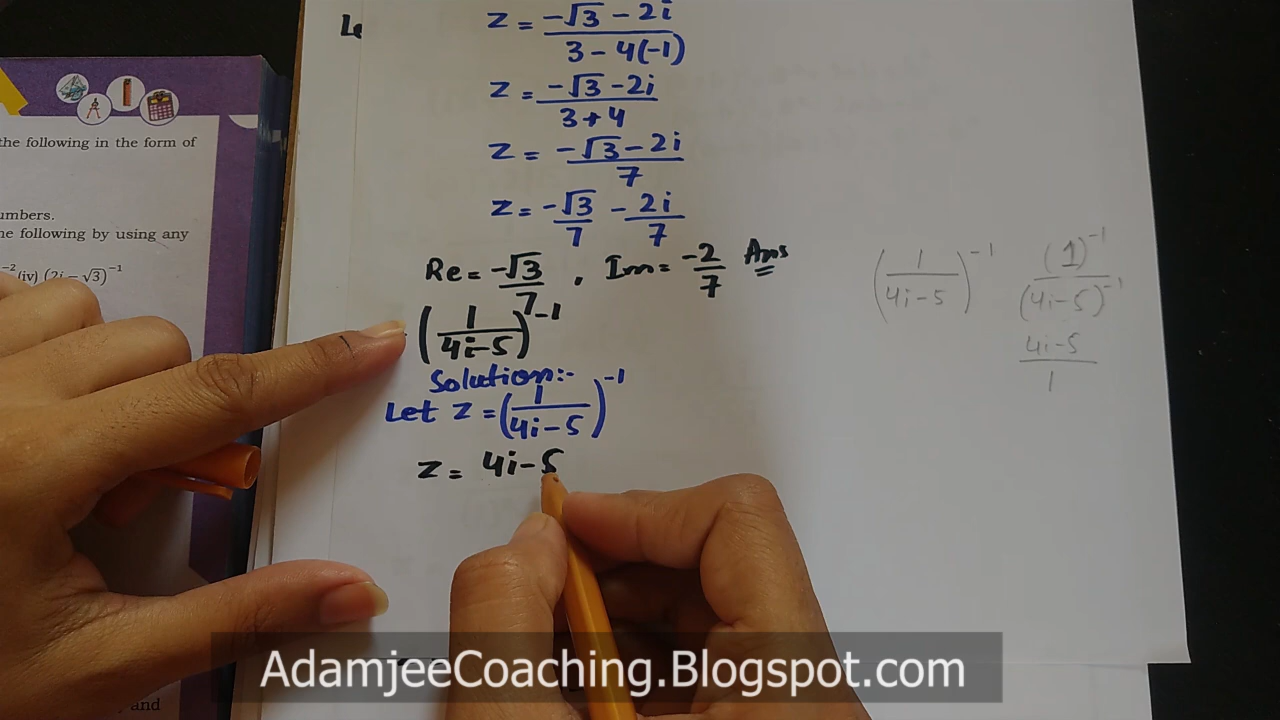 Le
z = -√3 - 2i / 3 - 4(-1)
z = -√3 - 2i / 3 + 4
z = -√3 - 2i / 7
z = -√3/7 - 2i/7
Re = -√3/7 , Im = -2/7 Ans
(1/4i-5)^-1
Solution:-
Let z = (1/4i-5)^-1
z = 4i-5
(1/4i-5)^-1
(1)^-1/(4i-5)^-1
4i-5/1
the following in the form of
umbers.
he following by using any
-2 (iv) (2i - √3)^-1
and
AdamjeeCoaching.Blogspot.com